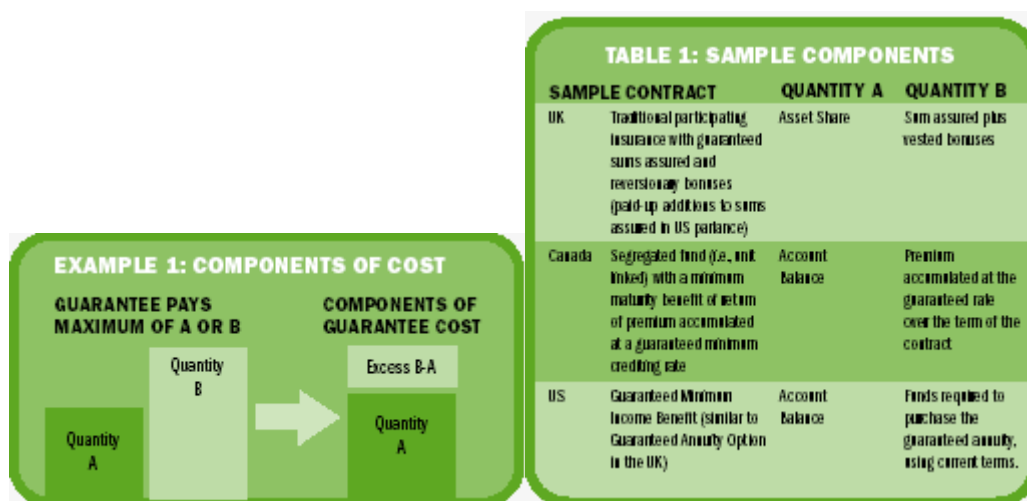 EXAMPLE 1: COMPONENTS OF COST
GUARANTEE PAYS
MAXIMUM OF A OR B
COMPONENTS OF
GUARANTEE COST
Quantity
A
Quantity
B
Excess B-A
Quantity
A
TABLE 1: SAMPLE COMPONENTS
SAMPLE CONTRACT QUANTITY A QUANTITY B
UK Traditional participating Asset Share Sum assured plus
insurance with guaranteed vested bonuses
sums assured and
reversionary bonuses
(paid-up additions to sums
assured in US parlance)
Canada Segregated fund (i.e., unit Account Premium
linked) with a minimum Balance accumulated at the
maturity benefit of return guaranteed rate
of premium accumulated over the term of the
at a guaranteed minimum contract
crediting rate
US Guaranteed Minimum Account Funds required to
Income Benefit (similar to Balance purchase the
Guaranteed Annuity Option guaranteed annuity,
in the UK) using current terms.